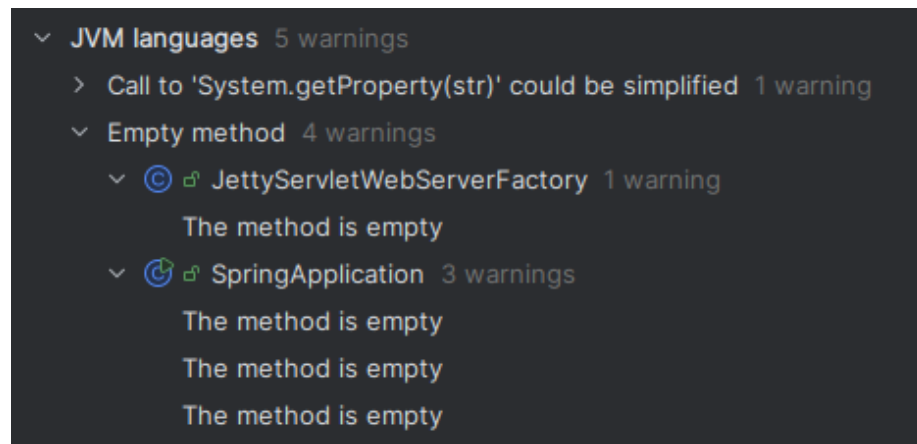 JVM languages 5 warnings
Call to 'System.getProperty(str)' could be simplified 1 warning
Empty method 4 warnings
JettyServletWebServerFactory 1 warning
The method is empty
SpringApplication 3 warnings
The method is empty
The method is empty
The method is empty